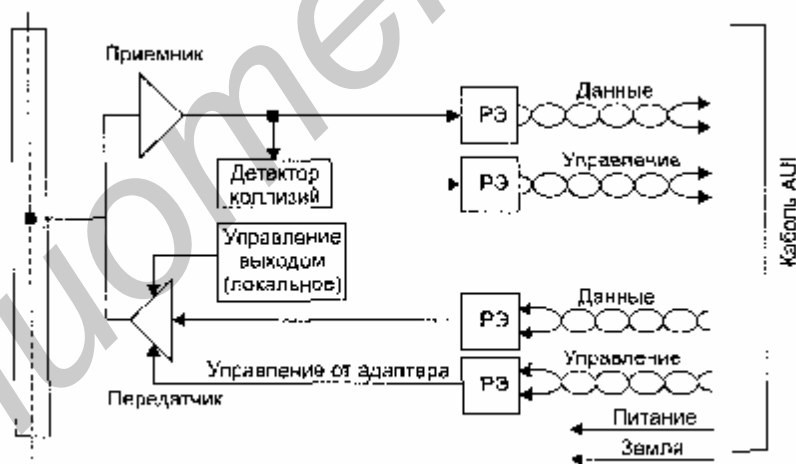 Приемник
Детектор
коллизий
Управление
выходом
(локальное)
Передатчик
Управление от адаптера
РЭ
Данные
РЭ
Управление
РЭ
Данные
РЭ
Управление
Питание
Земля
Кабель AUI